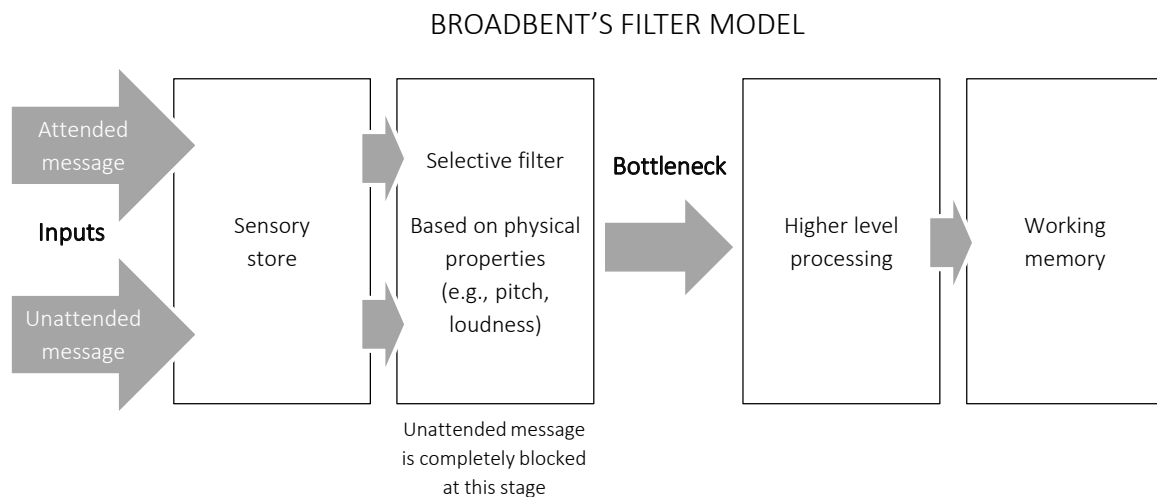 BROADBENT’S FILTER MODEL
Attended
message
Inputs
Unattended
message
Sensory
store
Selective filter
Based on physical
properties
(e.g., pitch,
loudness)
Unattended message
is completely blocked
at this stage
Bottleneck
Higher level
processing
Working
memory